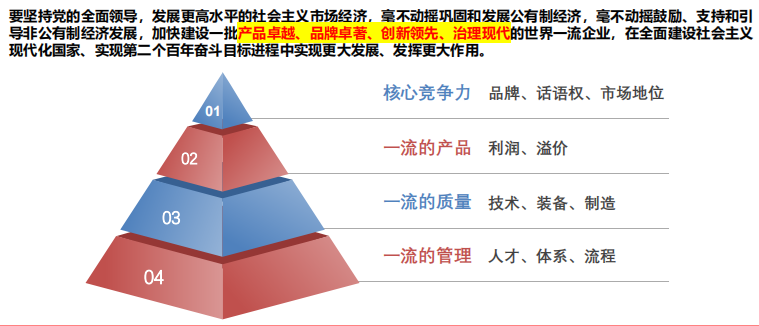 要坚持党的全面领导，发展更高水平的社会主义市场经济，毫不动摇巩固和发展公有制经济，毫不动摇鼓励、支持和引
导非公有制经济发展，加快建设一批产品卓越、品牌卓著、创新领先、治理现代的世界一流企业，在全面建设社会主义
现代化国家、实现第二个百年奋斗目标进程中实现更大发展、发挥更大作用。
01 核心竞争力 品牌、话语权、市场地位
02 一流的产品 利润、溢价
03 一流的质量 技术、装备、制造
04 一流的管理 人才、体系、流程